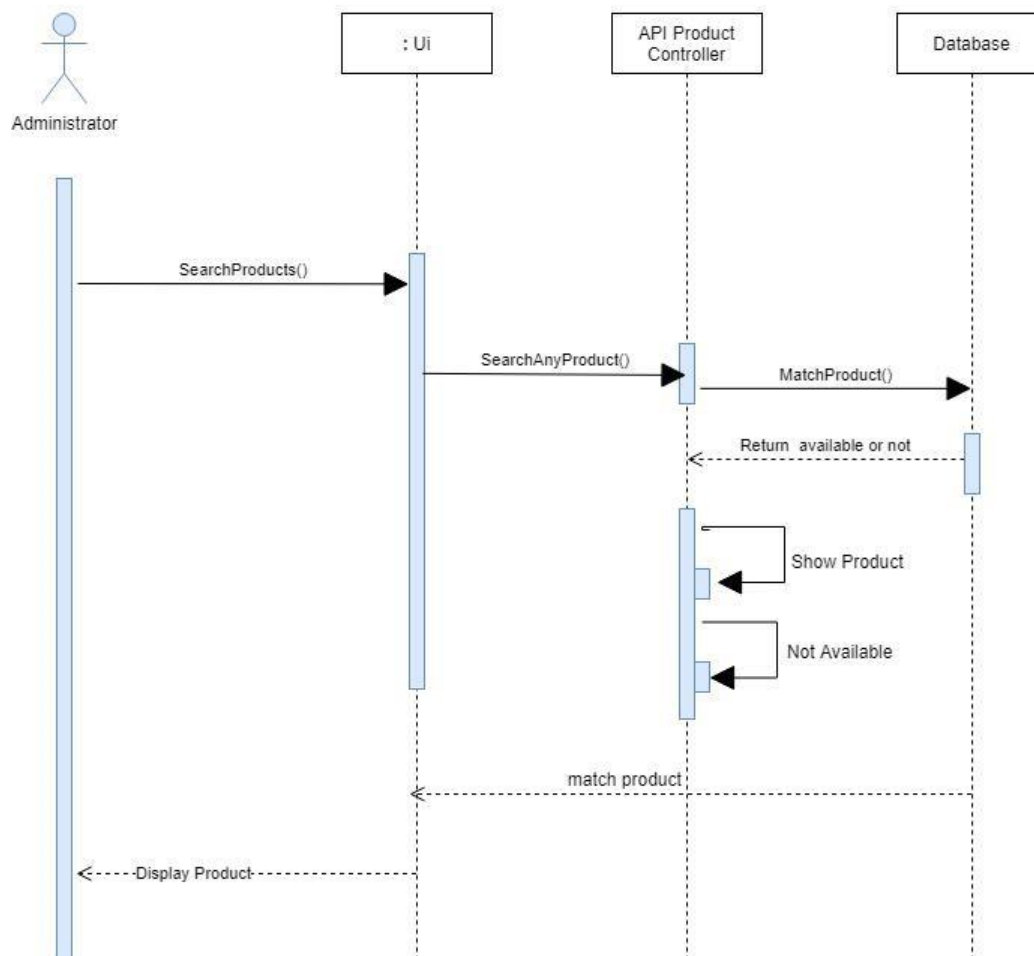 : Ui
API Product
Controller
Database
Administrator
SearchProducts()
SearchAnyProduct()
MatchProduct()
Return available or not
Show Product
Not Available
match product
Display Product